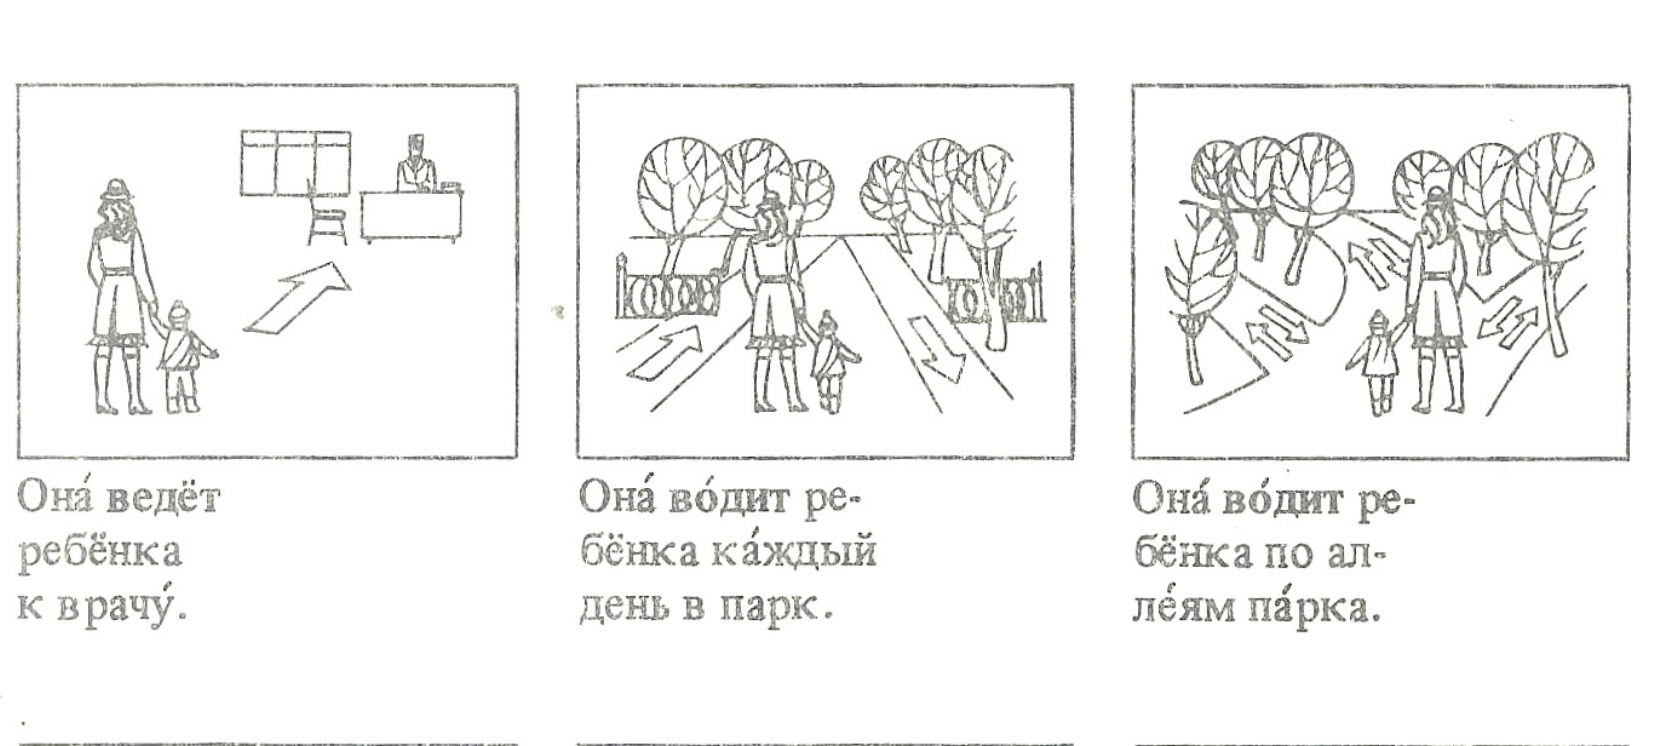 Она́ ведёт
ребёнка
к врачу́.
Она́ во́дит ре-
бёнка ка́ждый
день в парк.
Она́ во́дит ре-
бёнка по ал-
ле́ям па́рка.